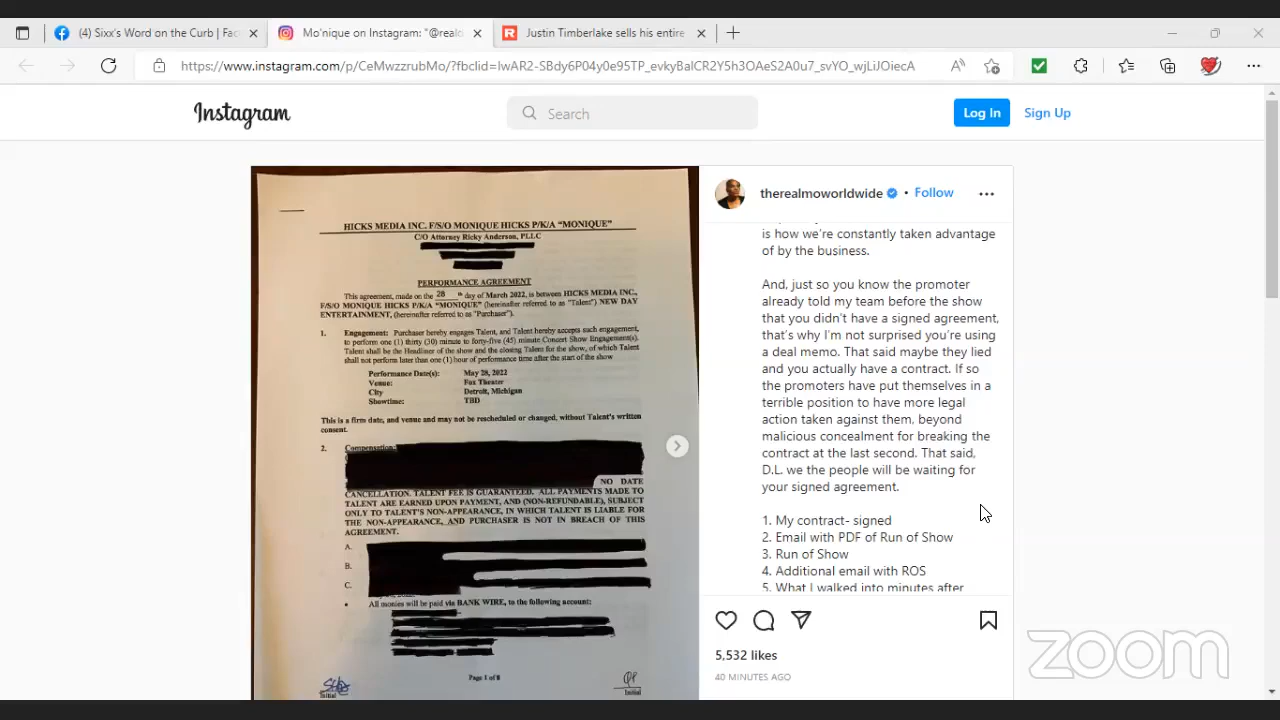 (4) Sixx's Word on the Curb | Fac
Mo'nique on Instagram: "@realc
Justin Timberlake sells his entire
https://www.instagram.com/p/CeMwzzrubMo/?fbclid=IwAR2-SBdy6P04y0e95TP_evkyBalCR2Y5h3OAeS2A0u7_svYO_wjLiJOiecA
Instagram
Search
Log In
Sign Up
HICKS MEDIA INC. F/S/O MONIQUE HICKS P/K/A "MONIQUE"
C/O Attorney Ricky Anderson, PLLC
PERFORMANCE AGREEMENT
This agreement, made on the 28 th day of March 2022, is between HICKS MEDIA INC.,
F/S/O MONIQUE HICKS P/K/A "MONIQUE" (hereinafter referred to as "Talent") NEW DAY
ENTERTAINMENT, (hereinafter referred to as "Purchaser").
1. Engagement: Purchaser hereby engages Talent, and Talent hereby accepts such engagement,
to perform one (1) thirty (30) minute to forty-five (45) minute Concert Show Engagement(s).
Talent shall be the Headliner of the show and the closing Talent for the show, of which Talent
shall not perform later than one (1) hour of performance time after the start of the show
Performance Date(s): May 28, 2022
Venue: Fox Theater
City Detroit, Michigan
Showtime: TBD
This is a firm date, and venue and may not be rescheduled or changed, without Talent's written
consent.
2. Compensation:
NO DATE
CANCELLATION. TALENT FEE IS GUARANTEED. ALL PAYMENTS MADE TO
TALENT ARE EARNED UPON PAYMENT, AND (NON-REFUNDABLE), SUBJECT
ONLY TO TALENT'S NON-APPEARANCE, IN WHICH TALENT IS LIABLE FOR
THE NON-APPEARANCE, AND PURCHASER IS NOT IN BREACH OF THIS
AGREEMENT.
A.
B.
C.
• All monies will be paid via BANK WIRE, to the following account:
Page 1 of 8
Initial
Initial
therealmoworldwide • Follow
is how we're constantly taken advantage
of by the business.
And, just so you know the promoter
already told my team before the show
that you didn't have a signed agreement,
that's why I'm not surprised you're using
a deal memo. That said maybe they lied
and you actually have a contract. If so
the promoters have put themselves in a
terrible position to have more legal
action taken against them, beyond
malicious concealment for breaking the
contract at the last second. That said,
D.L. we the people will be waiting for
your signed agreement.
1. My contract- signed
2. Email with PDF of Run of Show
3. Run of Show
4. Additional email with ROS
5. What I walked into minutes after
5,532 likes
40 MINUTES AGO
zoom